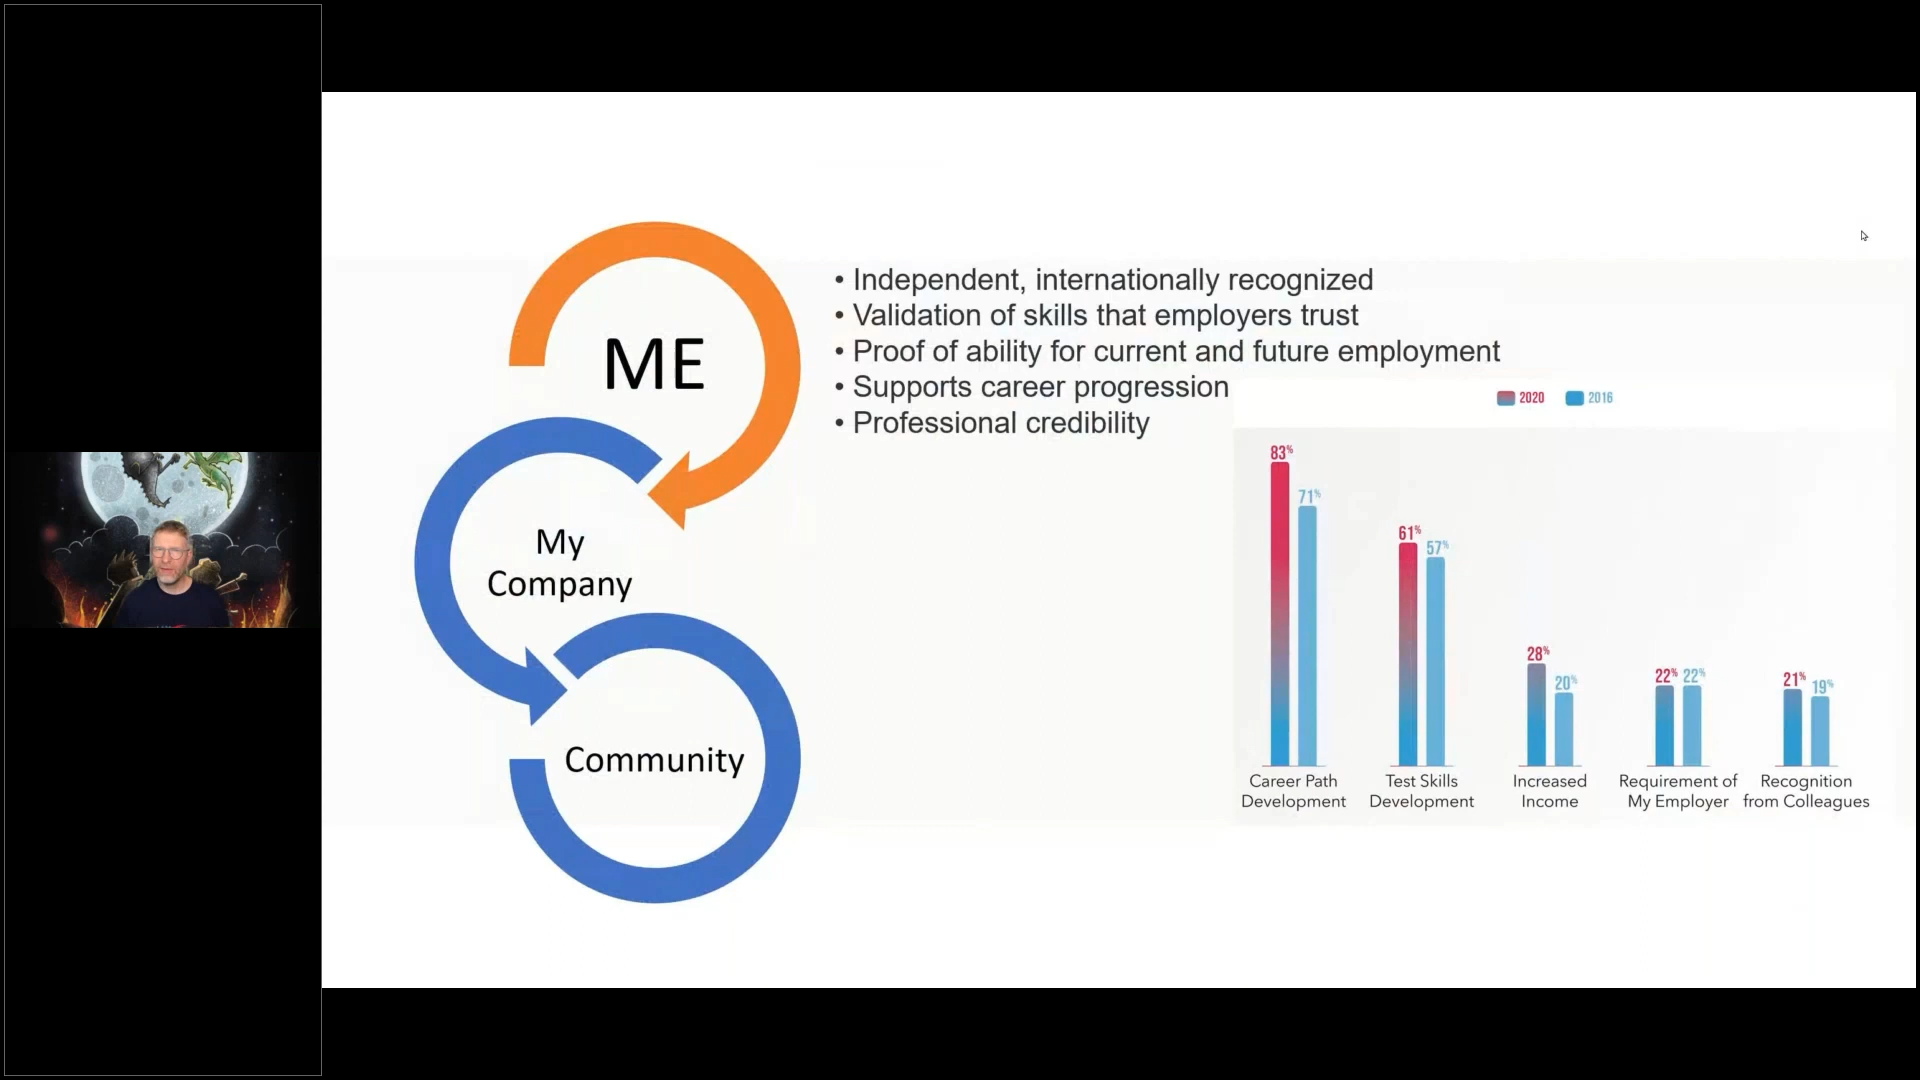 ME
My
Company
Community
• Independent, internationally recognized
• Validation of skills that employers trust
• Proof of ability for current and future employment
• Supports career progression
• Professional credibility
2020 2016
83% 71%
61% 57%
28% 20%
22% 22%
21% 19%
Career Path
Development
Test Skills
Development
Increased
Income
Requirement of
My Employer
Recognition
from Colleagues